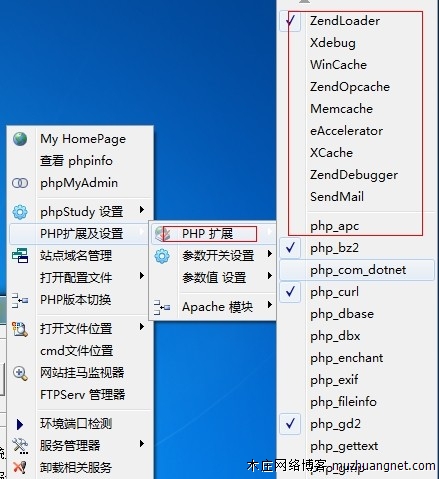 My HomePage
查看 phpinfo
phpMyAdmin
phpStudy 设置
PHP扩展及设置
站点域名管理
打开配置文件
PHP版本切换
打开文件位置
cmd文件位置
网站挂马监视器
FTPServ 管理器
环境端口检测
服务管理器
卸载相关服务
PHP 扩展
参数开关设置
参数值 设置
Apache 模块
ZendLoader
Xdebug
WinCache
ZendOpcache
Memcache
eAccelerator
XCache
ZendDebugger
SendMail
php_apc
php_bz2
php_com_dotnet
php_curl
php_dbase
php_dbx
php_enchant
php_exif
php_fileinfo
php_gd2
php_gettext
php_gmp
木庄网络博客 muzhuangnet.com